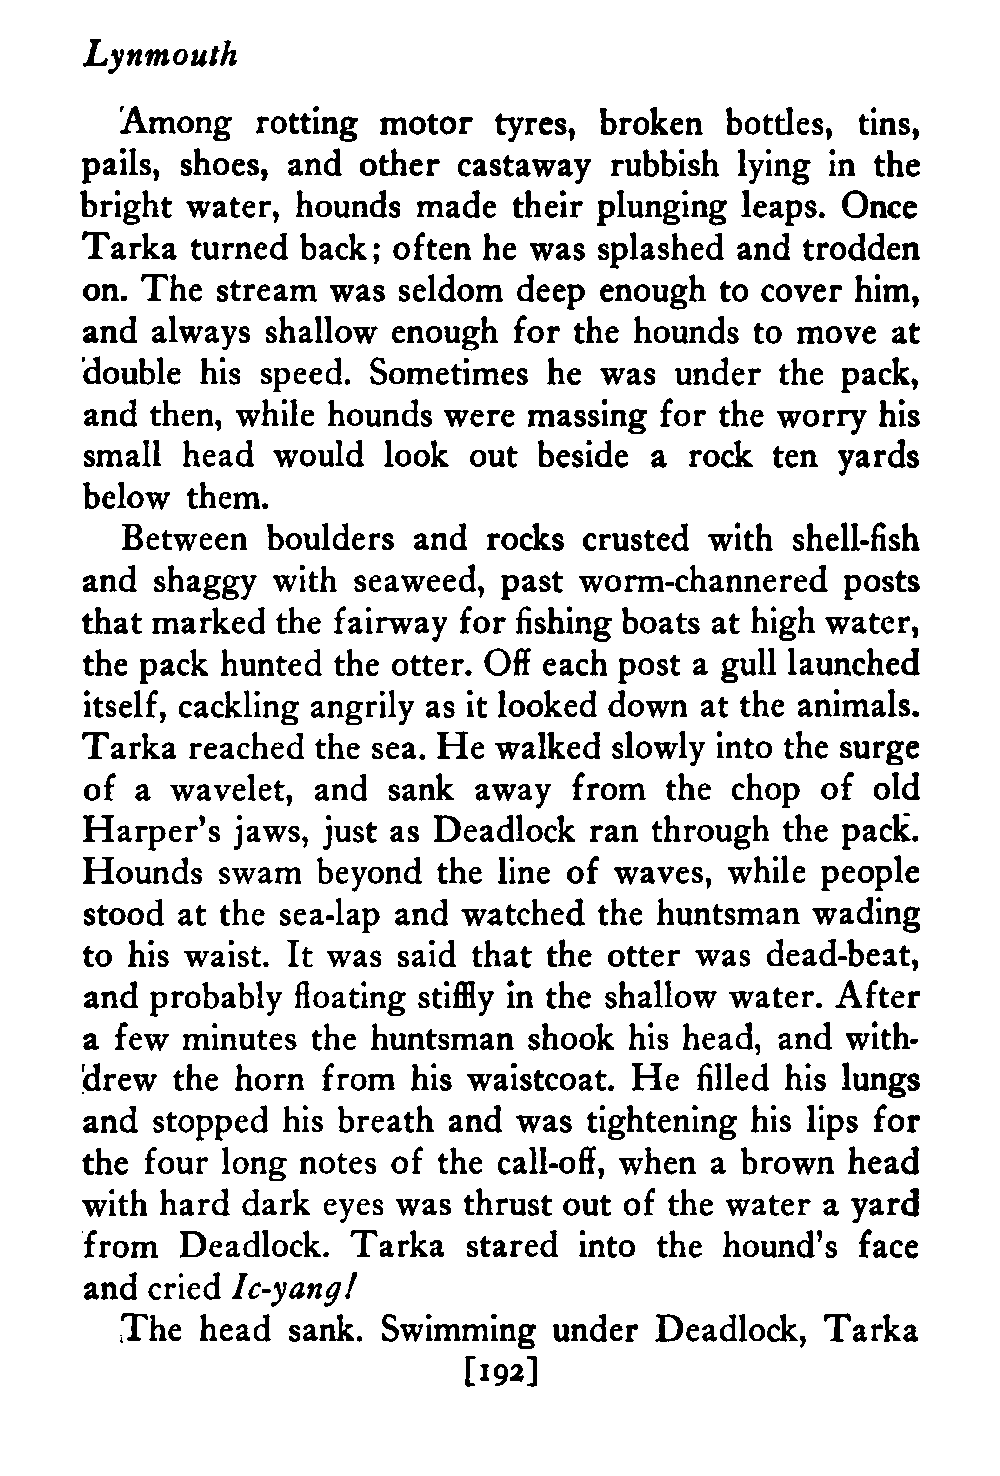 Lynmouth
Among rotting motor tyres, broken bottles, tins,
pails, shoes, and other castaway rubbish lying in the
bright water, hounds made their plunging leaps. Once
Tarka turned back; often he was splashed and trodden
on. The stream was seldom deep enough to cover him,
and always shallow enough for the hounds to move at
double his speed. Sometimes he was under the pack,
and then, while hounds were massing for the worry his
small head would look out beside a rock ten yards
below them.
Between boulders and rocks crusted with shell-fish
and shaggy with seaweed, past worm-channered posts
that marked the fairway for fishing boats at high water,
the pack hunted the otter. Off each post a gull launched
itself, cackling angrily as it looked down at the animals.
Tarka reached the sea. He walked slowly into the surge
of a wavelet, and sank away from the chop of old
Harper's jaws, just as Deadlock ran through the pack.
Hounds swam beyond the line of waves, while people
stood at the sea-lap and watched the huntsman wading
to his waist. It was said that the otter was dead-beat,
and probably floating stiffly in the shallow water. After
a few minutes the huntsman shook his head, and with-
drew the horn from his waistcoat. He filled his lungs
and stopped his breath and was tightening his lips for
the four long notes of the call-off, when a brown head
with hard dark eyes was thrust out of the water a yard
from Deadlock. Tarka stared into the hound's face
and cried Ic-yang!
The head sank. Swimming under Deadlock, Tarka
[192]